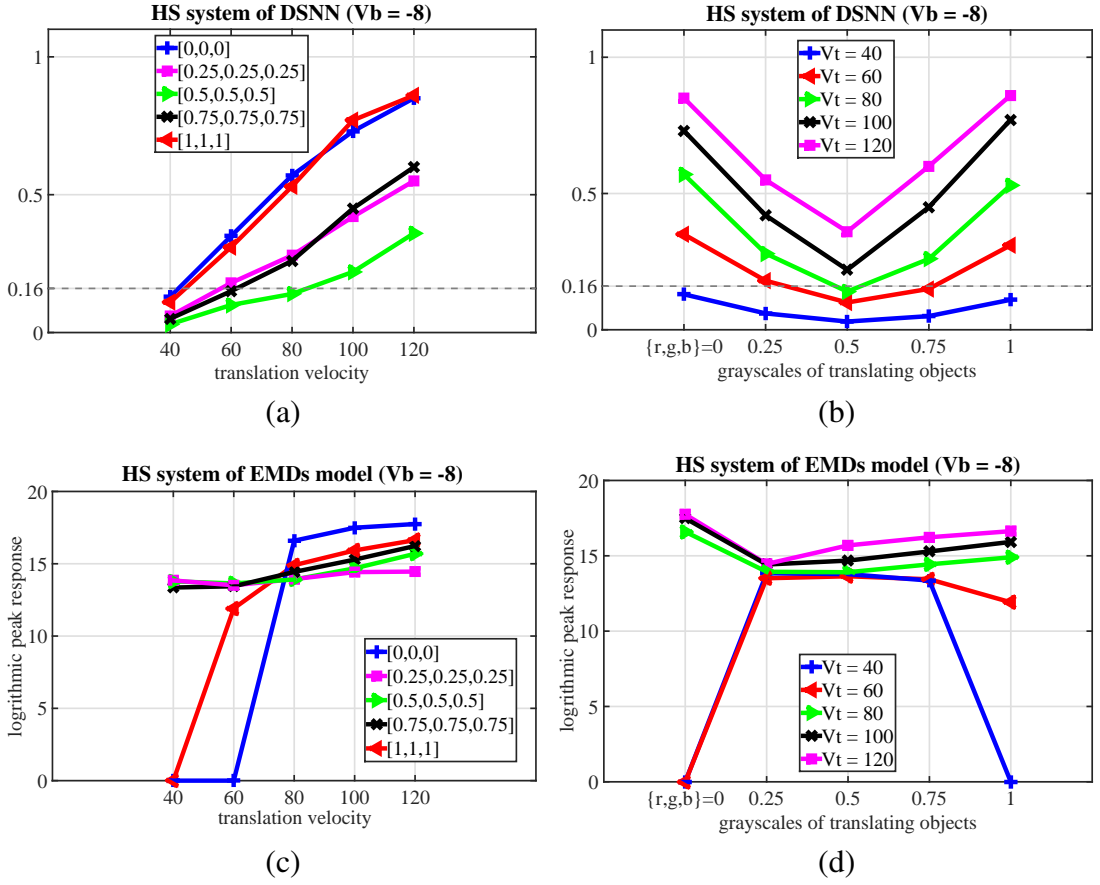 HS system of DSNN (Vb = -8)
1
0.5
0.16
0
[0,0,0]
[0.25,0.25,0.25]
[0.5,0.5,0.5]
[0.75,0.75,0.75]
[1,1,1]
40 60 80 100 120
translation velocity
(a)
HS system of DSNN (Vb = -8)
1
0.5
0.16
0
Vt = 40
Vt = 60
Vt = 80
Vt = 100
Vt = 120
{r,g,b}=0 0.25 0.5 0.75 1
grayscales of translating objects
(b)
HS system of EMDs model (Vb = -8)
logrithmic peak response
20
15
10
5
0
[0,0,0]
[0.25,0.25,0.25]
[0.5,0.5,0.5]
[0.75,0.75,0.75]
[1,1,1]
40 60 80 100 120
translation velocity
(c)
HS system of EMDs model (Vb = -8)
logrithmic peak response
20
15
10
5
0
Vt = 40
Vt = 60
Vt = 80
Vt = 100
Vt = 120
{r,g,b}=0 0.25 0.5 0.75 1
grayscales of translating objects
(d)